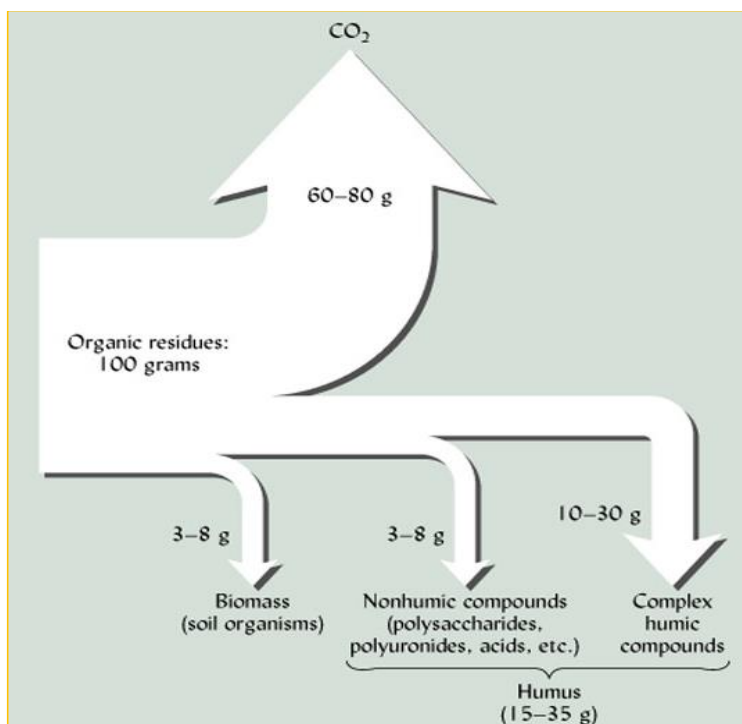 CO₂
60–80 g
Organic residues:
100 grams
3–8 g
3–8 g
10–30 g
Biomass
(soil organisms)
Nonhumic compounds
(polysaccharides,
polyuronides, acids, etc.)
Complex
humic
compounds
Humus
(15–35 g)